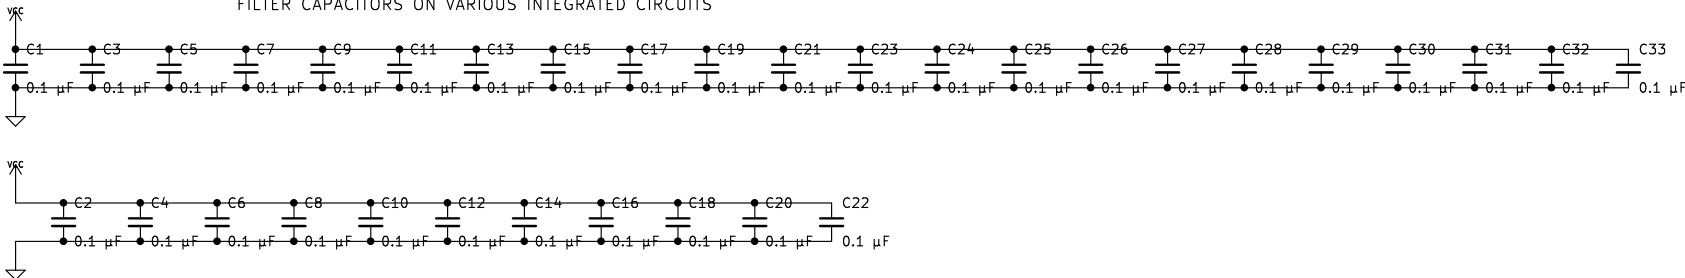 FILTER CAPACITORS ON VARIOUS INTEGRATED CIRCUITS
VCC
C1 C3 C5 C7 C9 C11 C13 C15 C17 C19 C21 C23 C24 C25 C26 C27 C28 C29 C30 C31 C32 C33
0.1 µF 0.1 µF 0.1 µF 0.1 µF 0.1 µF 0.1 µF 0.1 µF 0.1 µF 0.1 µF 0.1 µF 0.1 µF 0.1 µF 0.1 µF 0.1 µF 0.1 µF 0.1 µF 0.1 µF 0.1 µF 0.1 µF 0.1 µF 0.1 µF 0.1 µF
VCC
C2 C4 C6 C8 C10 C12 C14 C16 C18 C20 C22
0.1 µF 0.1 µF 0.1 µF 0.1 µF 0.1 µF 0.1 µF 0.1 µF 0.1 µF 0.1 µF 0.1 µF 0.1 µF